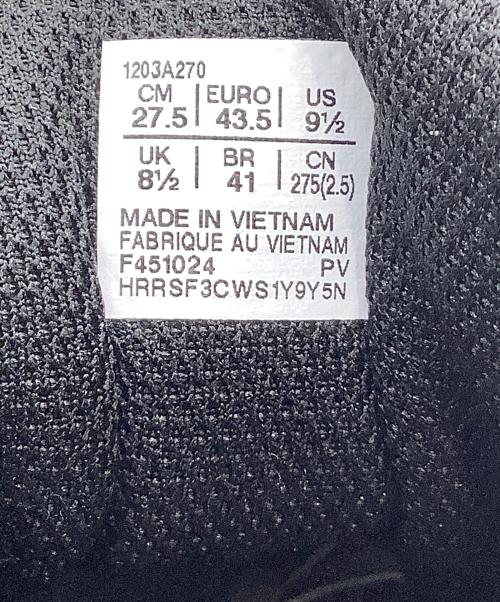 1203A270
CM | EURO | US
27.5 | 43.5 | 9½
UK | BR | CN
8½ | 41 | 275(2.5)
MADE IN VIETNAM
FABRIQUE AU VIETNAM
F451024 PV
HRRSF3CWS1Y9Y5N